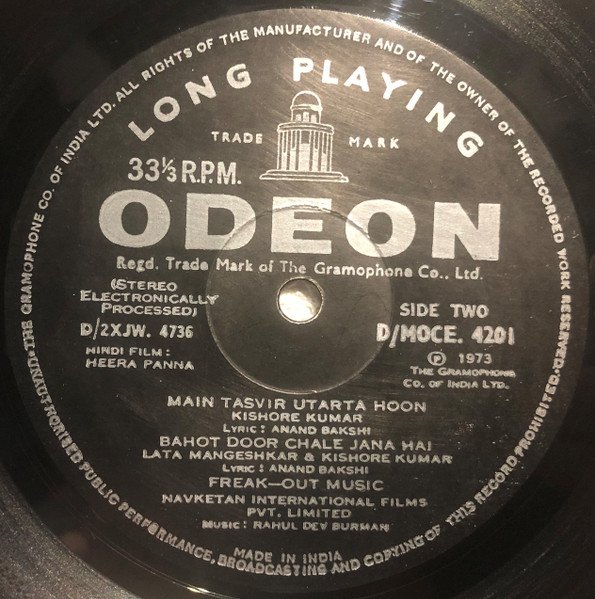 LONG PLAYING
TRADE MARK
33⅓ R.P.M.
ODEON
Regd. Trade Mark of The Gramophone Co., Ltd.
(STEREO
ELECTRONICALLY
PROCESSED)
D/2XJW. 4736
HINDI FILM :
HEERA PANNA
SIDE TWO
D/MOCE. 4201
Ⓟ 1973
THE GRAMOPHONE
CO. OF INDIA LTD.
MAIN TASVIR UTARTA HOON
KISHORE KUMAR
LYRIC : ANAND BAKSHI
BAHOT DOOR CHALE JANA HAI
LATA MANGESHKAR & KISHORE KUMAR
LYRIC : ANAND BAKSHI
FREAK—OUT MUSIC
NAVKETAN INTERNATIONAL FILMS
PVT. LIMITED
MUSIC : RAHUL DEV BURMAN
MADE IN INDIA
THE GRAMOPHONE CO. OF INDIA LTD. ALL RIGHTS OF THE MANUFACTURER AND OF THE OWNER OF THE RECORDED WORK RESERVED. UNAUTHORISED PUBLIC PERFORMANCE, BROADCASTING AND COPYING OF THIS RECORD PROHIBITED.